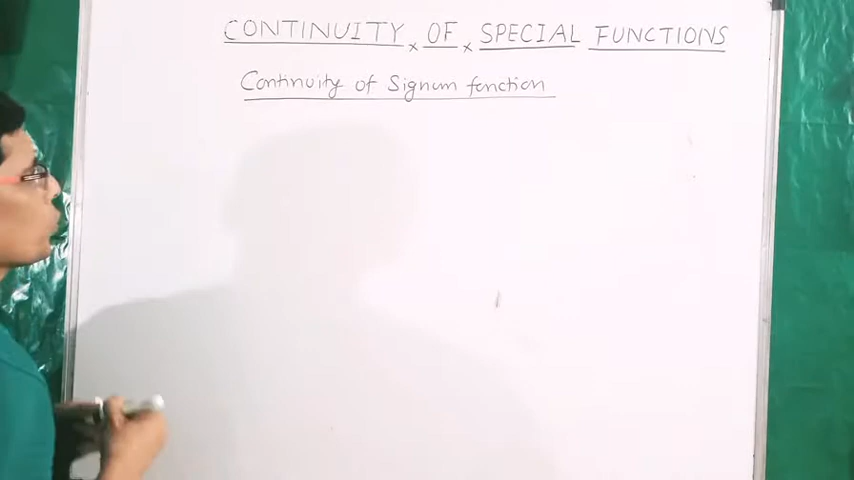 CONTINUITY × OF × SPECIAL FUNCTIONS
Continuity of Signum function